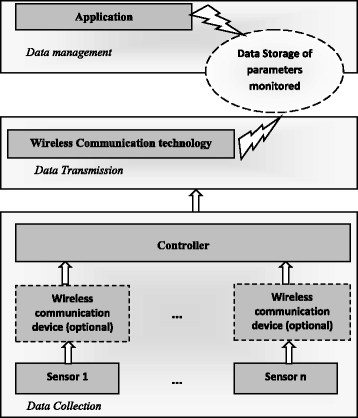 Application
Data management
Data Storage of
parameters
monitored
Wireless Communication technology
Data Transmission
Controller
Wireless
communication
device (optional)
...
Wireless
communication
device (optional)
Sensor 1
...
Sensor n
Data Collection